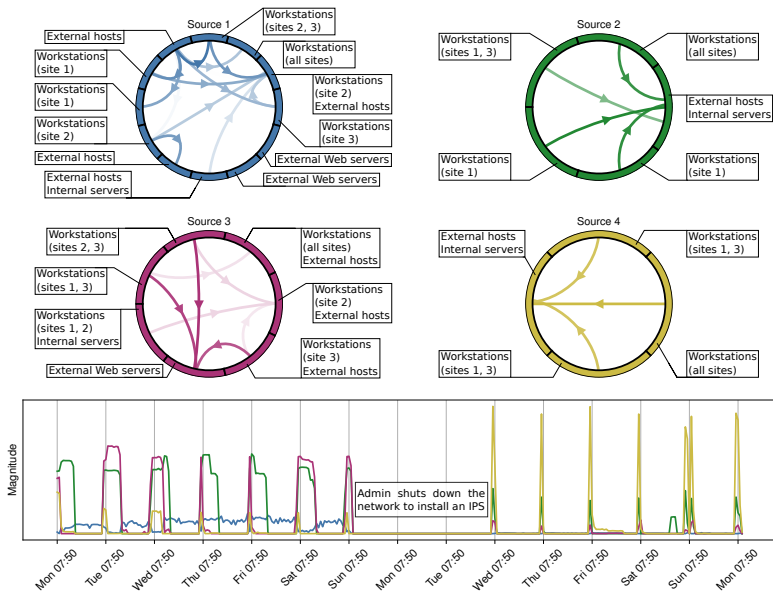 Source 1
Workstations
(sites 2, 3)
External hosts
Workstations
(all sites)
Workstations
(site 1)
Workstations
(site 2)
External hosts
Workstations
(site 1)
Workstations
(site 2)
Workstations
(site 3)
External hosts
External Web servers
External hosts
Internal servers
External Web servers
Source 2
Workstations
(sites 1, 3)
Workstations
(all sites)
External hosts
Internal servers
Workstations
(site 1)
Workstations
(site 1)
Source 3
Workstations
(sites 2, 3)
Workstations
(all sites)
External hosts
Workstations
(sites 1, 3)
Workstations
(site 2)
External hosts
Workstations
(sites 1, 2)
Internal servers
Workstations
(site 3)
External hosts
External Web servers
Source 4
External hosts
Internal servers
Workstations
(sites 1, 3)
Workstations
(sites 1, 3)
Workstations
(all sites)
Magnitude
Admin shuts down the
network to install an IPS
Mon 07:50
Tue 07:50
Wed 07:50
Thu 07:50
Fri 07:50
Sat 07:50
Sun 07:50
Mon 07:50
Tue 07:50
Wed 07:50
Thu 07:50
Fri 07:50
Sat 07:50
Sun 07:50
Mon 07:50